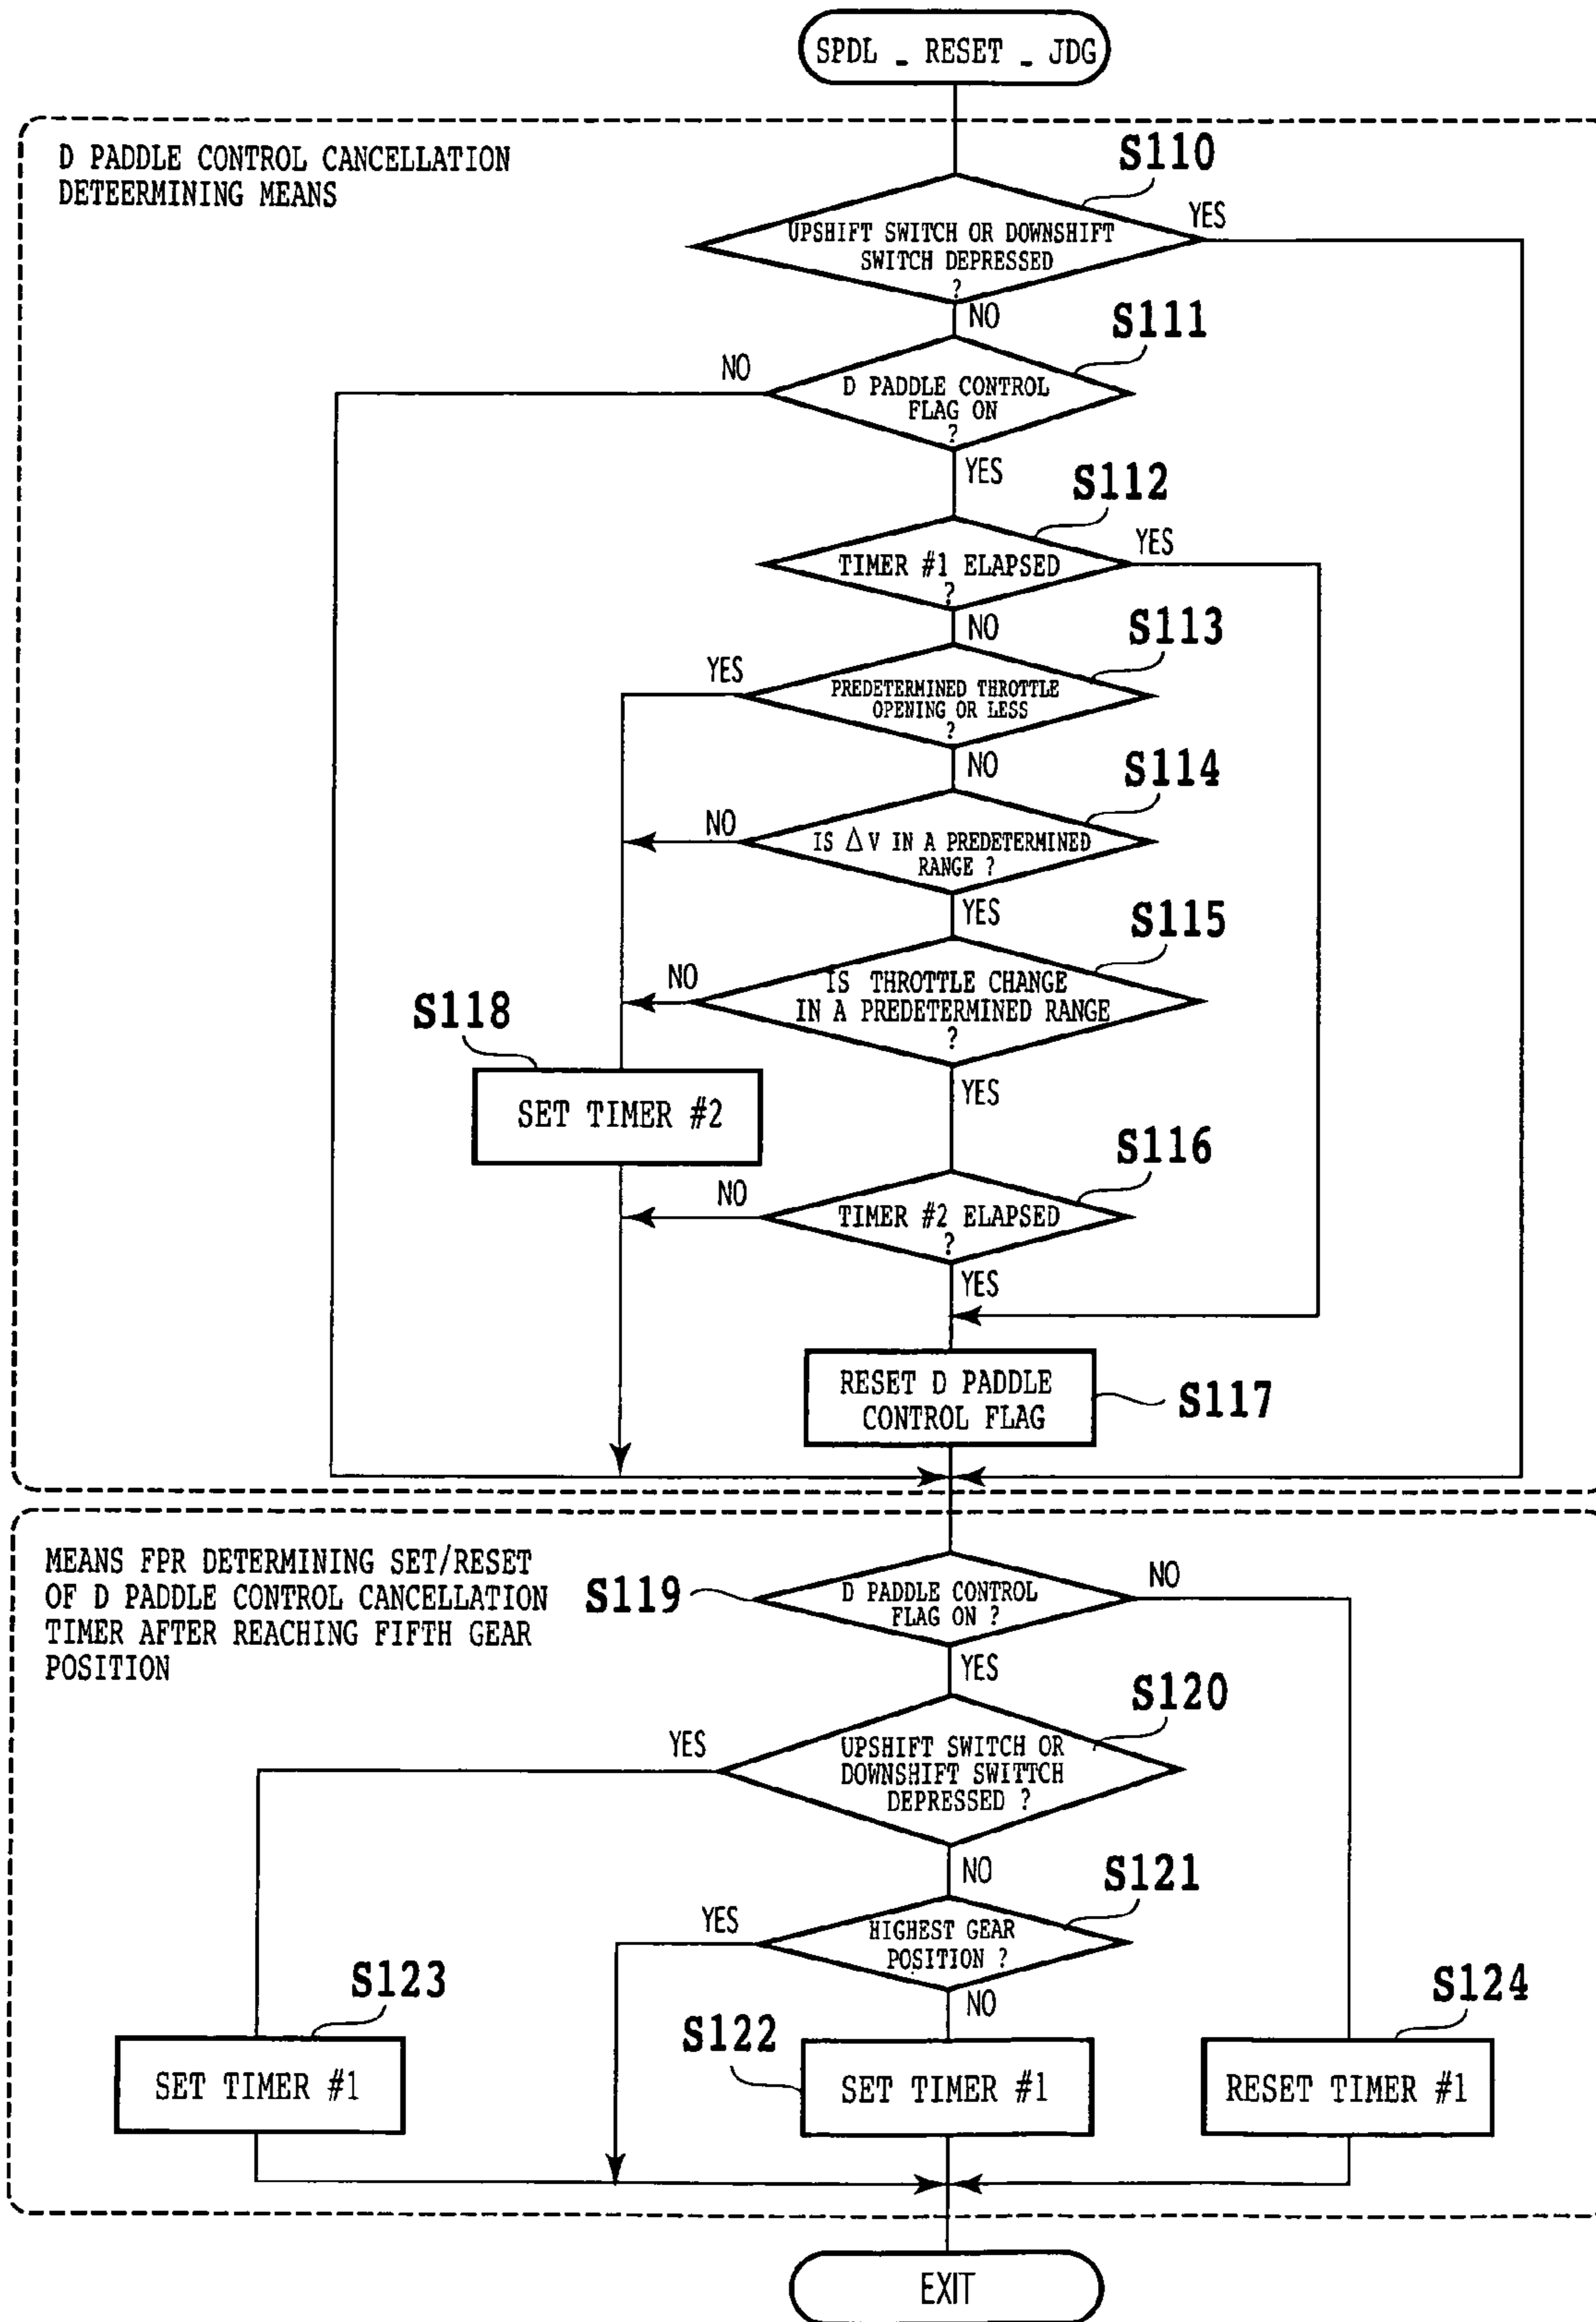 SPDL _ RESET _ JDG
D PADDLE CONTROL CANCELLATION
DETEERMINING MEANS
S110
UPSHIFT SWITCH OR DOWNSHIFT
SWITCH DEPRESSED
?
YES
NO
S111
D PADDLE CONTROL
FLAG ON
?
NO
YES
S112
TIMER #1 ELAPSED
?
YES
NO
S113
PREDETERMINED THROTTLE
OPENING OR LESS
?
YES
NO
S114
IS △V IN A PREDETERMINED
RANGE ?
NO
YES
S115
IS THROTTLE CHANGE
IN A PREDETERMINED RANGE
?
NO
YES
S118
SET TIMER #2
S116
TIMER #2 ELAPSED
?
NO
YES
RESET D PADDLE
CONTROL FLAG
S117
MEANS FPR DETERMINING SET/RESET
OF D PADDLE CONTROL CANCELLATION
TIMER AFTER REACHING FIFTH GEAR
POSITION
S119
D PADDLE CONTROL
FLAG ON ?
NO
YES
S120
UPSHIFT SWITCH OR
DOWNSHIFT SWITTCH
DEPRESSED ?
YES
NO
S121
HIGHEST GEAR
POSITION ?
YES
NO
S123
SET TIMER #1
S122
SET TIMER #1
S124
RESET TIMER #1
EXIT